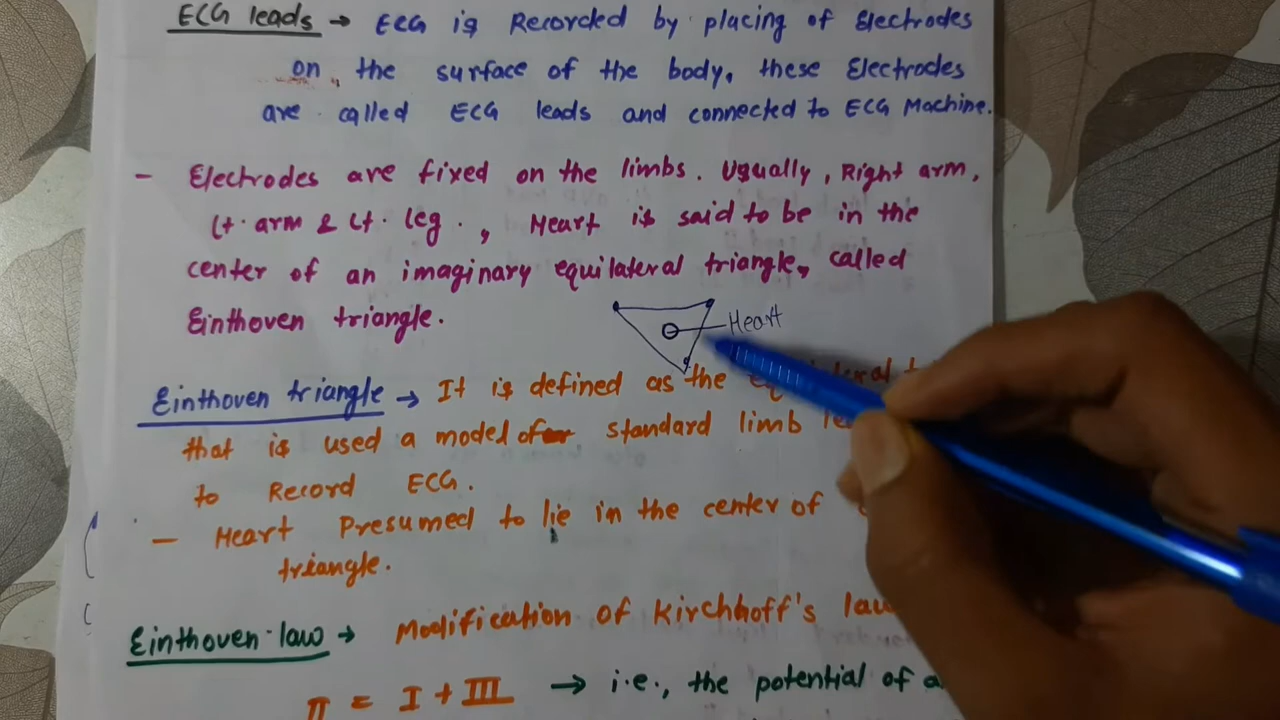 ECG leads → ECG is Recorded by placing of Electrodes
on the surface of the body. these Electrodes
are called ECG leads and connected to ECG Machine.
- Electrodes are fixed on the limbs. Usually, Right arm,
Lt. arm & Lt. leg., Heart is said to be in the
center of an imaginary equilateral triangle, called
Einthoven triangle.
Heart
Einthoven triangle → It is defined as the
that is used a model of standard limb
to Record ECG.
- Heart Presumed to lie in the center of
triangle.
Einthoven law → Modification of Kirchhoff's law
II = I + III → i.e., the potential of